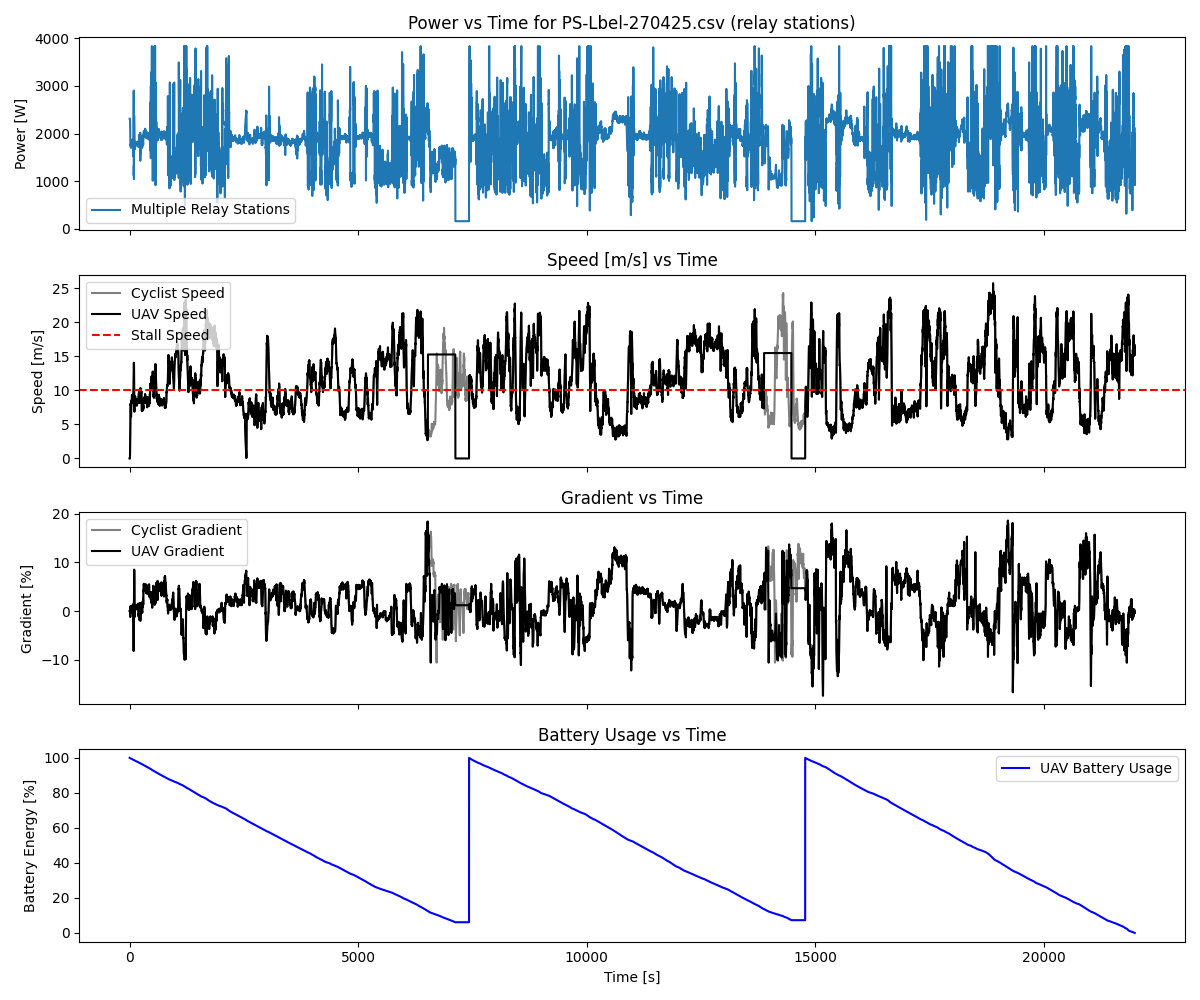 Power vs Time for PS-Lbel-270425.csv (relay stations)
4000
3000
2000
1000
0
Power [W]
Multiple Relay Stations
Speed [m/s] vs Time
25
20
15
10
5
0
Speed [m/s]
Cyclist Speed
UAV Speed
Stall Speed
Gradient vs Time
20
10
0
−10
Gradient [%]
Cyclist Gradient
UAV Gradient
Battery Usage vs Time
100
80
60
40
20
0
Battery Energy [%]
UAV Battery Usage
0 5000 10000 15000 20000
Time [s]